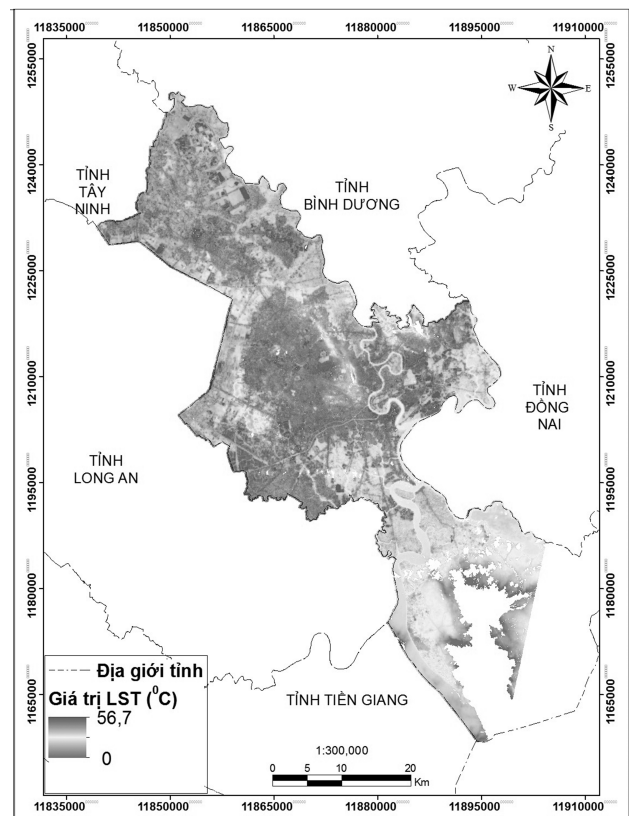 11835000 11850000 11865000 11880000 11895000 11910000
1255000
1240000
1225000
1210000
1195000
1180000
1165000
N
W E
S
TỈNH
TÂY
NINH
TỈNH
BÌNH DƯƠNG
TỈNH
ĐỒNG
NAI
TỈNH
LONG AN
TỈNH TIỀN GIANG
Địa giới tỉnh
Giá trị LST (⁰C)
56,7
0
1:300,000
0 5 10 20
Km
1255000
1240000
1225000
1210000
1195000
1180000
1165000
11835000 11850000 11865000 11880000 11895000 11910000